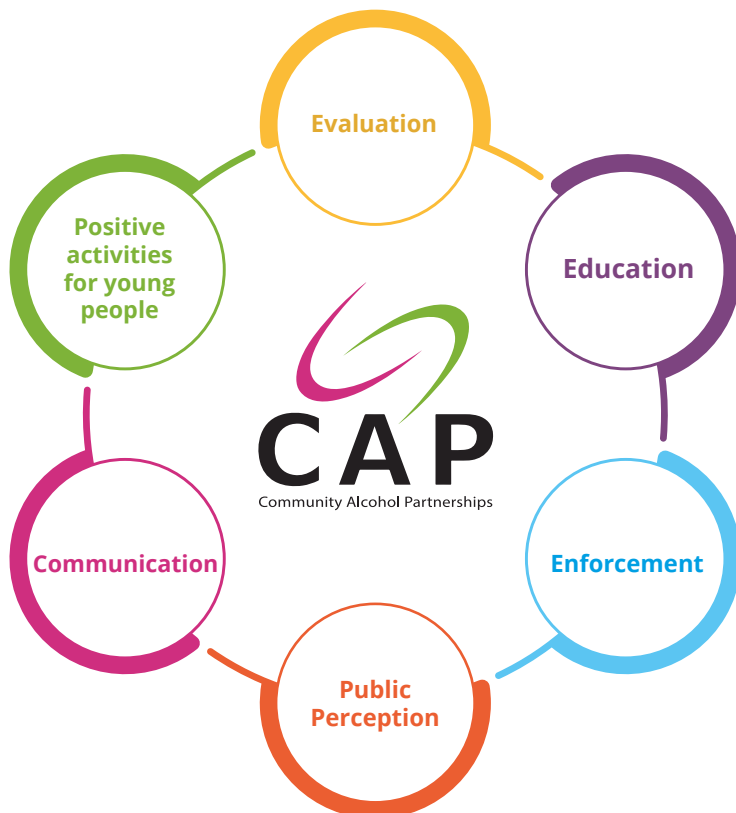 Evaluation
Education
Enforcement
Public
Perception
Communication
Positive
activities
for young
people
CAP
Community Alcohol Partnerships